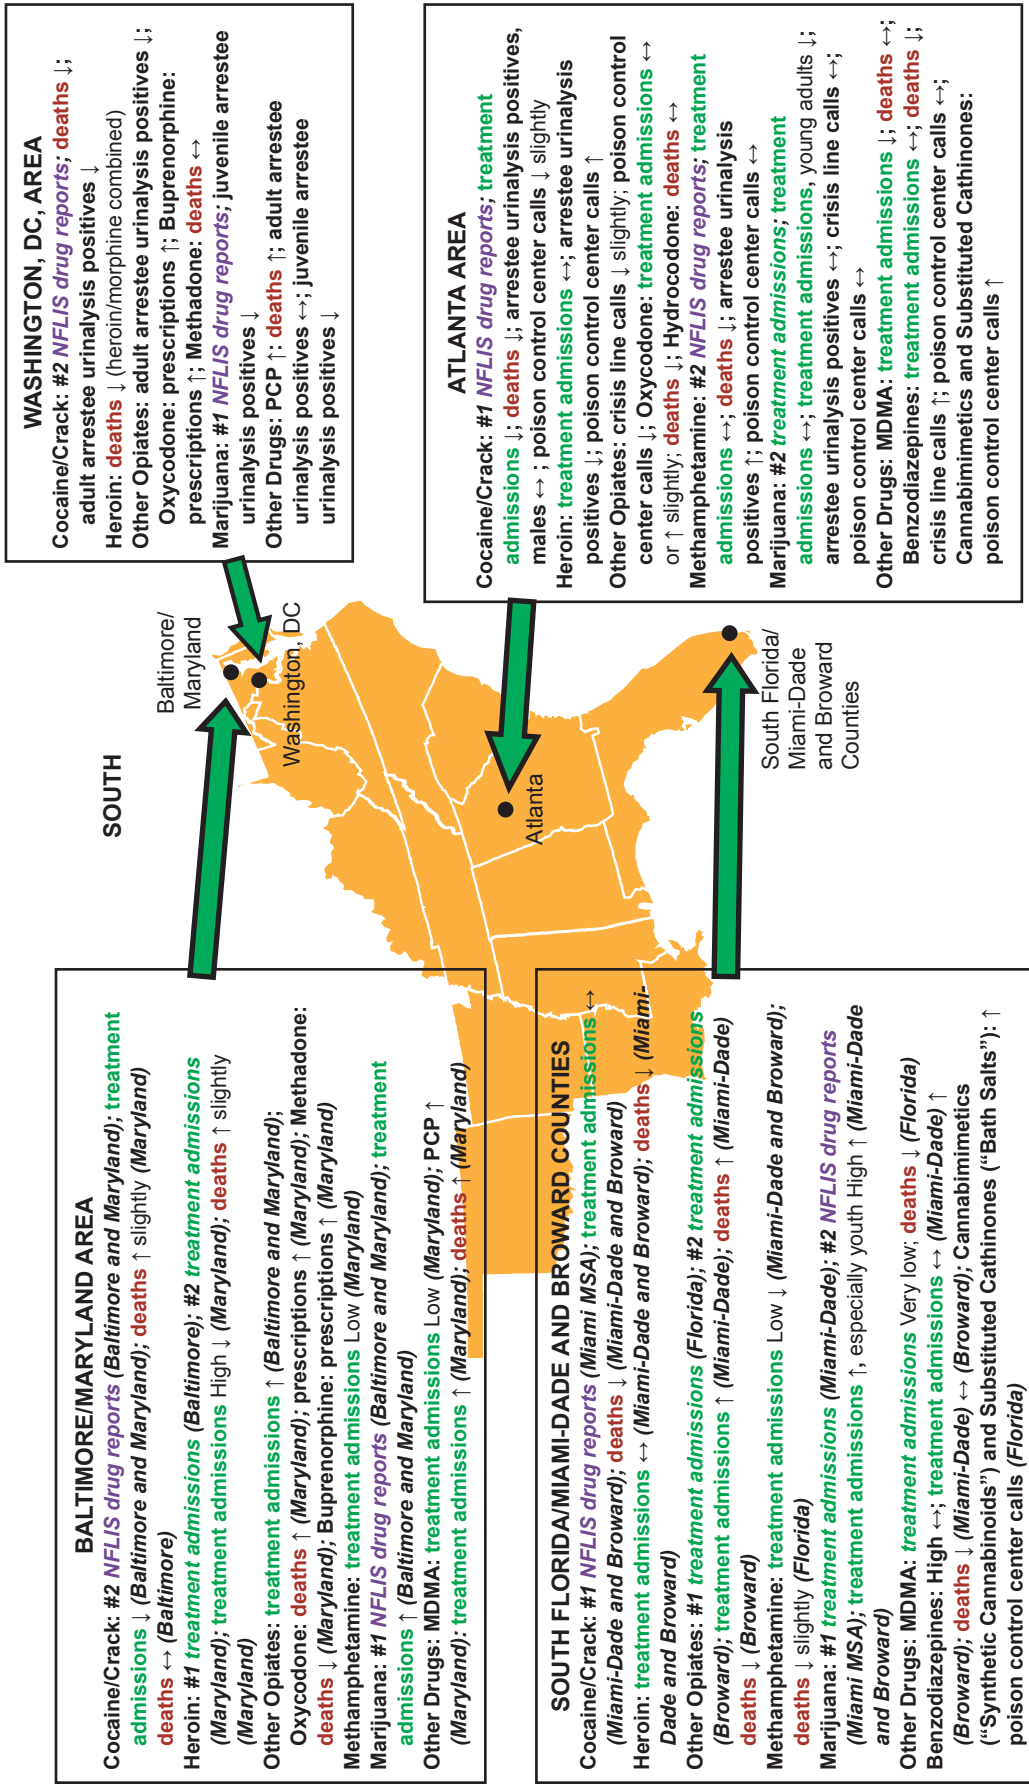 SOUTH
BALTIMORE/MARYLAND AREA
Cocaine/Crack: #2 NFLIS drug reports (Baltimore and Maryland); treatment
admissions ↓ (Baltimore and Maryland); deaths ↑ slightly (Maryland)
deaths ↔ (Baltimore)
Heroin: #1 treatment admissions (Baltimore); #2 treatment admissions
(Maryland); treatment admissions High ↓ (Maryland); deaths ↑ slightly
(Maryland)
Other Opiates: treatment admissions ↑ (Baltimore and Maryland);
Oxycodone: deaths ↑ (Maryland); prescriptions ↑ (Maryland); Methadone:
deaths ↓ (Maryland); Buprenorphine: prescriptions ↑ (Maryland)
Methamphetamine: treatment admissions Low (Maryland)
Marijuana: #1 NFLIS drug reports (Baltimore and Maryland); treatment
admissions ↑ (Baltimore and Maryland)
Other Drugs: MDMA: treatment admissions Low (Maryland); PCP ↑
(Maryland): treatment admissions ↑ (Maryland); deaths ↑ (Maryland)
SOUTH FLORIDA/MIAMI-DADE AND BROWARD COUNTIES
Cocaine/Crack: #1 NFLIS drug reports (Miami MSA); treatment admissions ↔
(Miami-Dade and Broward); deaths ↓ (Miami-Dade and Broward)
Heroin: treatment admissions ↔ (Miami-Dade and Broward); deaths ↓ (Miami-
Dade and Broward)
Other Opiates: #1 treatment admissions (Florida); #2 treatment admissions
(Broward); treatment admissions ↑ (Miami-Dade); deaths ↑ (Miami-Dade)
deaths ↓ (Broward)
Methamphetamine: treatment admissions Low ↓ (Miami-Dade and Broward);
deaths ↓ slightly (Florida)
Marijuana: #1 treatment admissions (Miami-Dade); #2 NFLIS drug reports
(Miami MSA); treatment admissions ↑, especially youth High ↑ (Miami-Dade
and Broward)
Other Drugs: MDMA: treatment admissions Very low; deaths ↓ (Florida)
Benzodiazepines: High ↔; treatment admissions ↔ (Miami-Dade) ↑
(Broward); deaths ↓ (Miami-Dade) ↔ (Broward); Cannabimimetics
(“Synthetic Cannabinoids”) and Substituted Cathinones (“Bath Salts”): ↑
poison control center calls (Florida)
Baltimore/
Maryland
Washington, DC
Atlanta
South Florida/
Miami-Dade
and Broward
Counties
WASHINGTON, DC, AREA
Cocaine/Crack: #2 NFLIS drug reports; deaths ↓;
adult arrestee urinalysis positives ↓
Heroin: deaths ↓ (heroin/morphine combined)
Other Opiates: adult arrestee urinalysis positives ↓;
Oxycodone: prescriptions ↑; Buprenorphine:
prescriptions ↑; Methadone: deaths ↔
Marijuana: #1 NFLIS drug reports; juvenile arrestee
urinalysis positives ↓
Other Drugs: PCP ↑: deaths ↑; adult arrestee
urinalysis positives ↔; juvenile arrestee
urinalysis positives ↓
ATLANTA AREA
Cocaine/Crack: #1 NFLIS drug reports; treatment
admissions ↓; deaths ↓; arrestee urinalysis positives,
males ↔ ; poison control center calls ↓ slightly
Heroin: treatment admissions ↔; arrestee urinalysis
positives ↓; poison control center calls ↑
Other Opiates: crisis line calls ↓ slightly; poison control
center calls ↓; Oxycodone: treatment admissions ↔
or ↑ slightly; deaths ↓; Hydrocodone: deaths ↔
Methamphetamine: #2 NFLIS drug reports; treatment
admissions ↔; deaths ↓; arrestee urinalysis
positives ↑; poison control center calls ↔
Marijuana: #2 treatment admissions; treatment
admissions ↔; treatment admissions, young adults ↓;
arrestee urinalysis positives ↔; crisis line calls ↔;
poison control center calls ↔
Other Drugs: MDMA: treatment admissions ↓; deaths ↔;
Benzodiazepines: treatment admissions ↔; deaths ↓;
crisis line calls ↑; poison control center calls ↔;
Cannabimimetics and Substituted Cathinones:
poison control center calls ↑